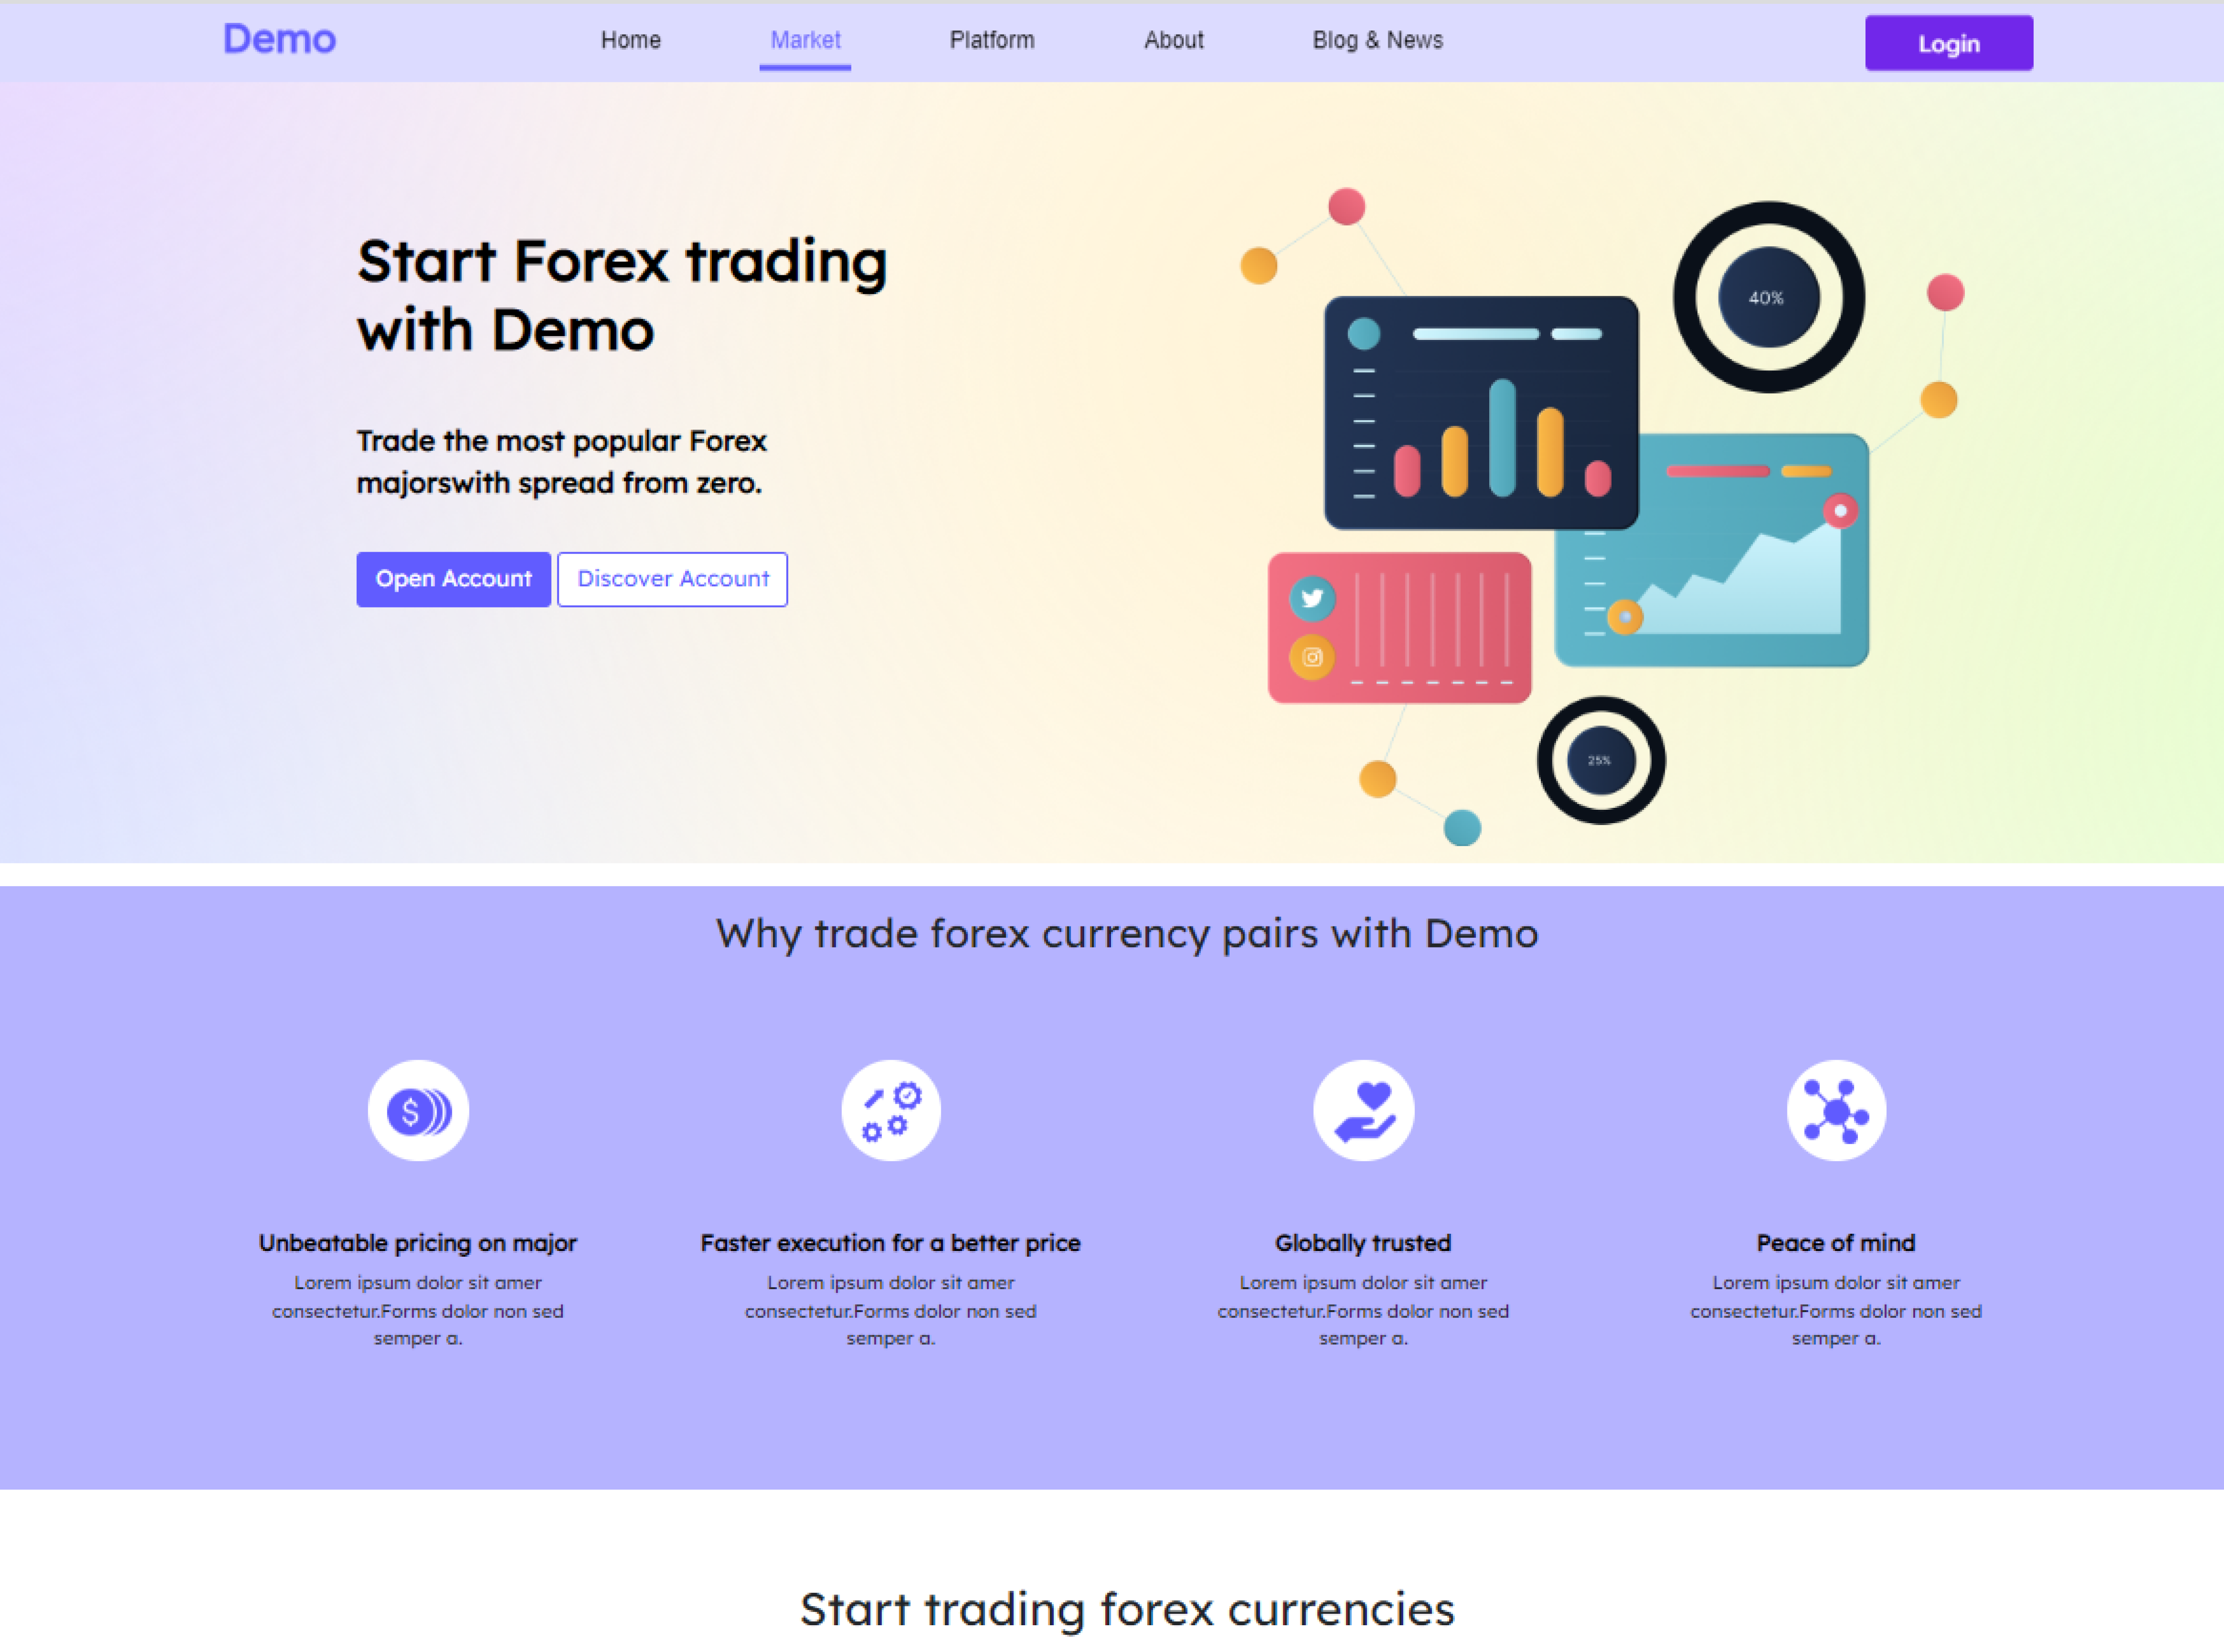 Demo
Home
Market
Platform
About
Blog & News
Login
Start Forex trading
with Demo
Trade the most popular Forex
majorswith spread from zero.
Open Account
Discover Account
40%
25%
Why trade forex currency pairs with Demo
$
Unbeatable pricing on major
Lorem ipsum dolor sit amer
consectetur.Forms dolor non sed
semper a.
Faster execution for a better price
Lorem ipsum dolor sit amer
consectetur.Forms dolor non sed
semper a.
Globally trusted
Lorem ipsum dolor sit amer
consectetur.Forms dolor non sed
semper a.
Peace of mind
Lorem ipsum dolor sit amer
consectetur.Forms dolor non sed
semper a.
Start trading forex currencies